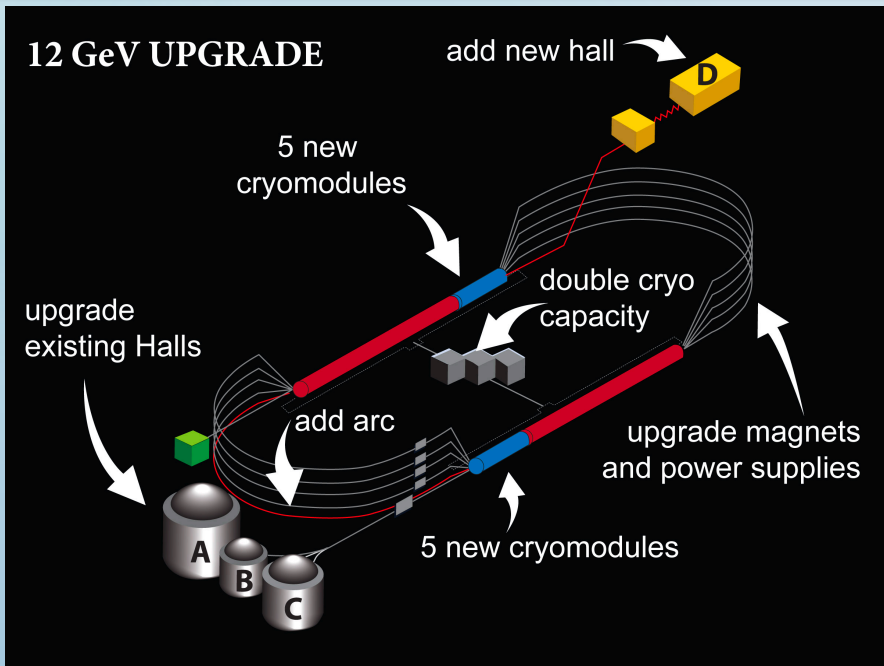 12 GeV UPGRADE
add new hall
D
5 new
cryomodules
double cryo
capacity
upgrade
existing Halls
add arc
upgrade magnets
and power supplies
5 new cryomodules
A
B
C